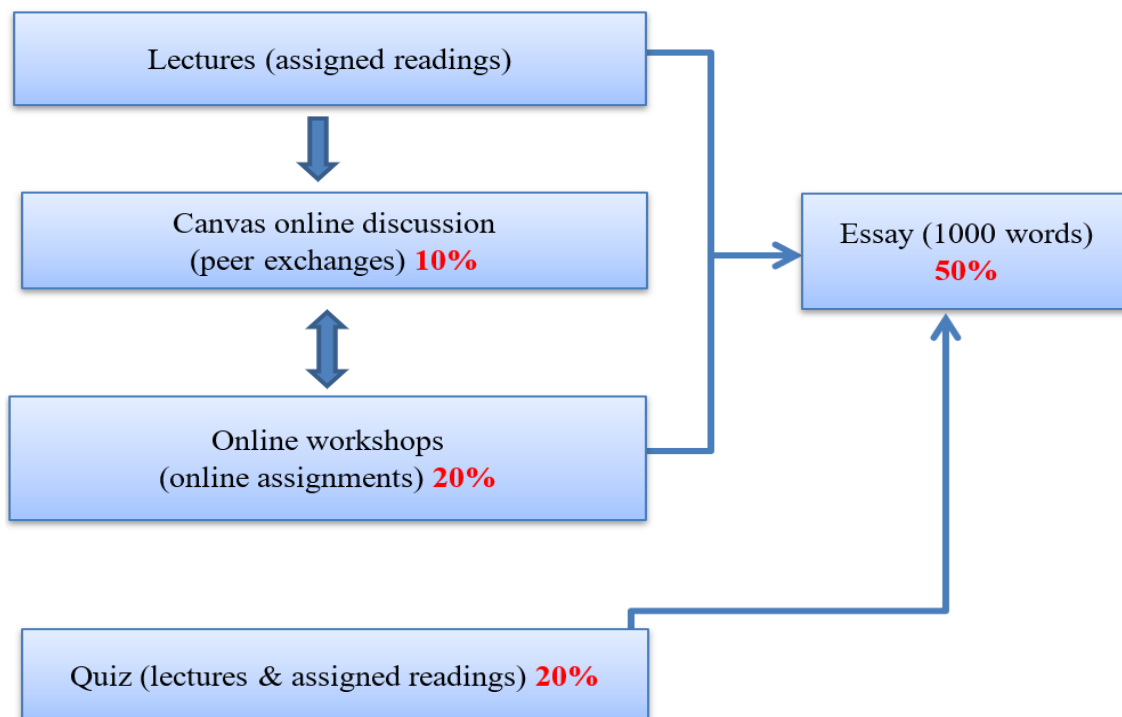 Lectures (assigned readings)
Canvas online discussion
(peer exchanges) 10%
Essay (1000 words)
50%
Online workshops
(online assignments) 20%
Quiz (lectures & assigned readings) 20%